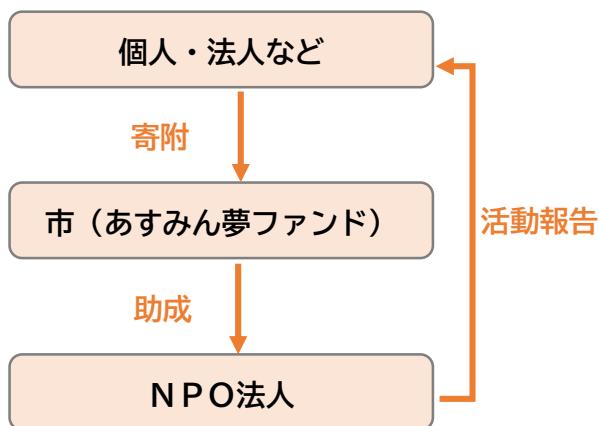 個人・法人など
寄附
市（あすみん夢ファンド）
活動報告
助成
ＮＰＯ法人